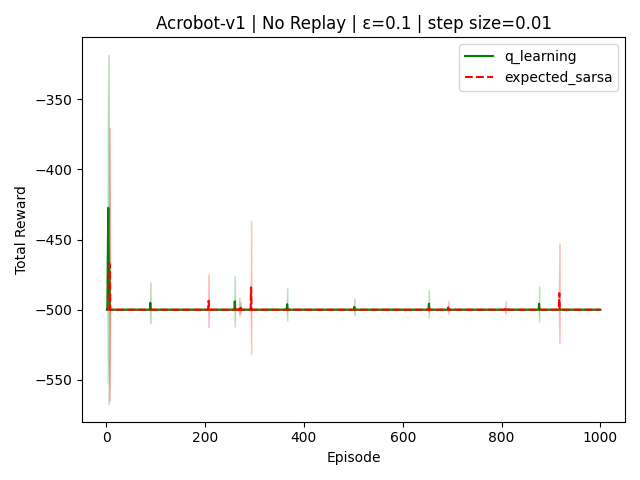 Acrobot-v1 | No Replay | ε=0.1 | step size=0.01
q_learning
expected_sarsa
Total Reward
−350
−400
−450
−500
−550
0
200
400
600
800
1000
Episode